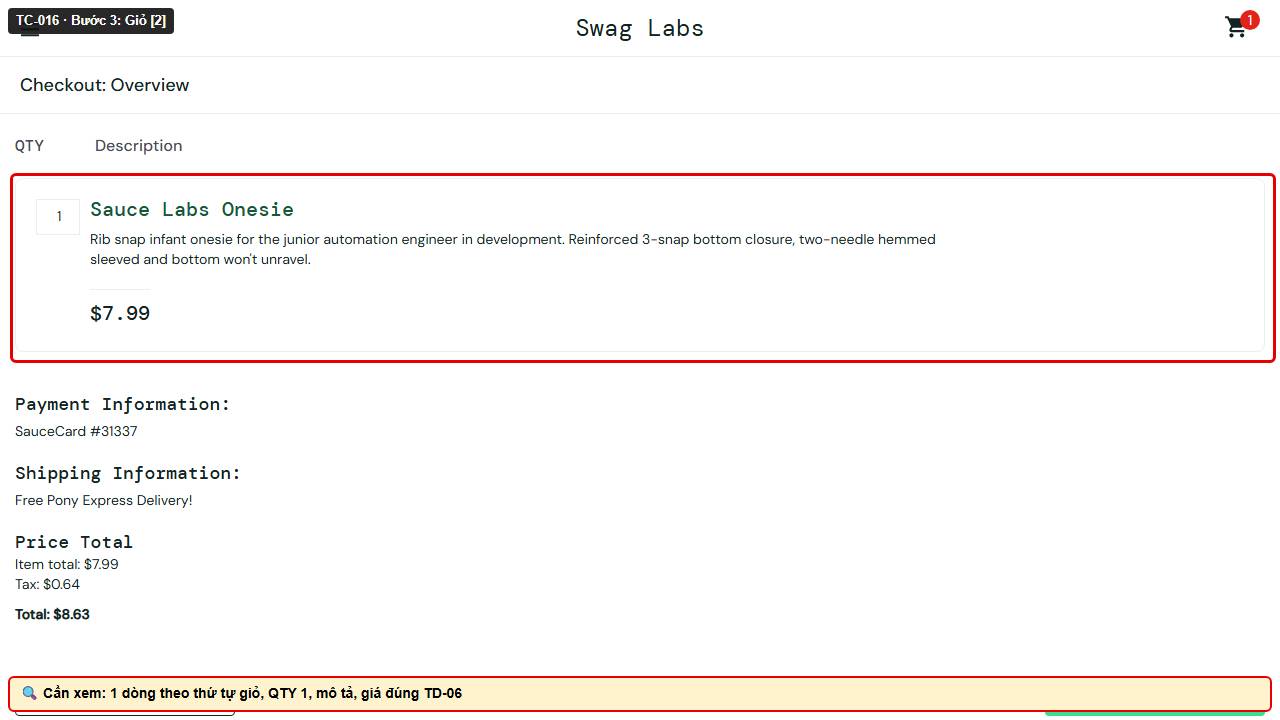 TC-016 · Bước 3: Giỏ [2]
Swag Labs
1
Checkout: Overview
QTY Description
1
Sauce Labs Onesie
Rib snap infant onesie for the junior automation engineer in development. Reinforced 3-snap bottom closure, two-needle hemmed
sleeved and bottom won't unravel.
$7.99
Payment Information:
SauceCard #31337
Shipping Information:
Free Pony Express Delivery!
Price Total
Item total: $7.99
Tax: $0.64
Total: $8.63
🔍 Cần xem: 1 dòng theo thứ tự giỏ, QTY 1, mô tả, giá đúng TD-06